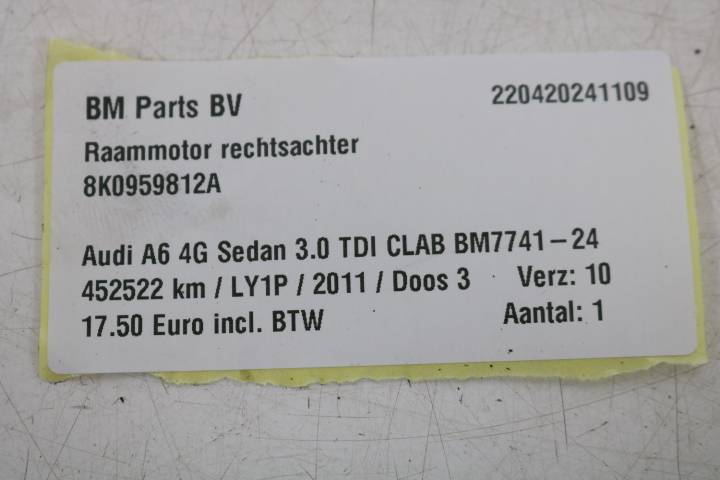 BM Parts BV 220420241109
Raammotor rechtsachter
8K0959812A
Audi A6 4G Sedan 3.0 TDI CLAB BM7741-24
452522 km / LY1P / 2011 / Doos 3 Verz: 10
17.50 Euro incl. BTW Aantal: 1